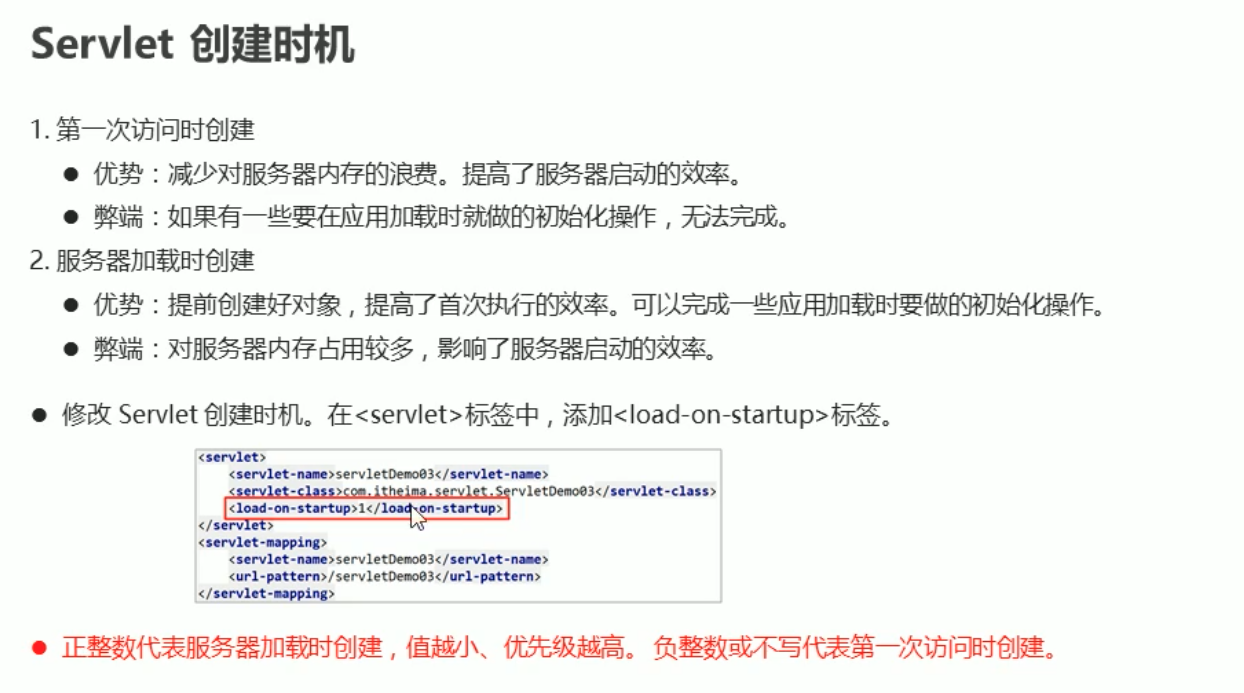 Servlet 创建时机
1. 第一次访问时创建
● 优势：减少对服务器内存的浪费。提高了服务器启动的效率。
● 弊端：如果有一些要在应用加载时就做的初始化操作，无法完成。
2. 服务器加载时创建
● 优势：提前创建好对象，提高了首次执行的效率。可以完成一些应用加载时要做的初始化操作。
● 弊端：对服务器内存占用较多，影响了服务器启动的效率。
● 修改 Servlet 创建时机。在<servlet>标签中，添加<load-on-startup>标签。
<servlet>
<servlet-name>servletDemo03</servlet-name>
<servlet-class>com.itheima.servlet.ServletDemo03</servlet-class>
<load-on-startup>1</load-on-startup>
</servlet>
<servlet-mapping>
<servlet-name>servletDemo03</servlet-name>
<url-pattern>/servletDemo03</url-pattern>
</servlet-mapping>
● 正整数代表服务器加载时创建，值越小、优先级越高。 负整数或不写代表第一次访问时创建。